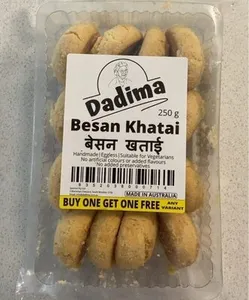 Dadima
250 g
Besan Khatai
बेसन खताई
Handmade|Eggless|Suitable for Vegetarians
No artificial colours or flavours added
No added preservatives
MADE IN AUSTRALIA
BUY ONE GET ONE FREE ANY VARIANT